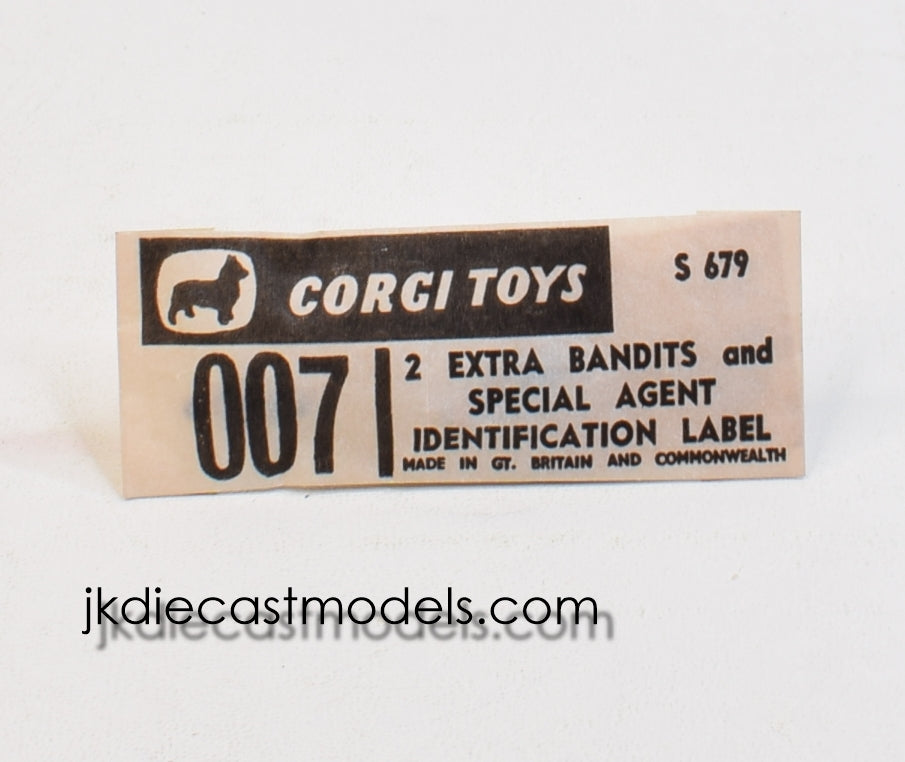 CORGI TOYS
S 679
007
2 EXTRA BANDITS and
SPECIAL AGENT
IDENTIFICATION LABEL
MADE IN GT. BRITAIN AND COMMONWEALTH
jkdiecastmodels.com